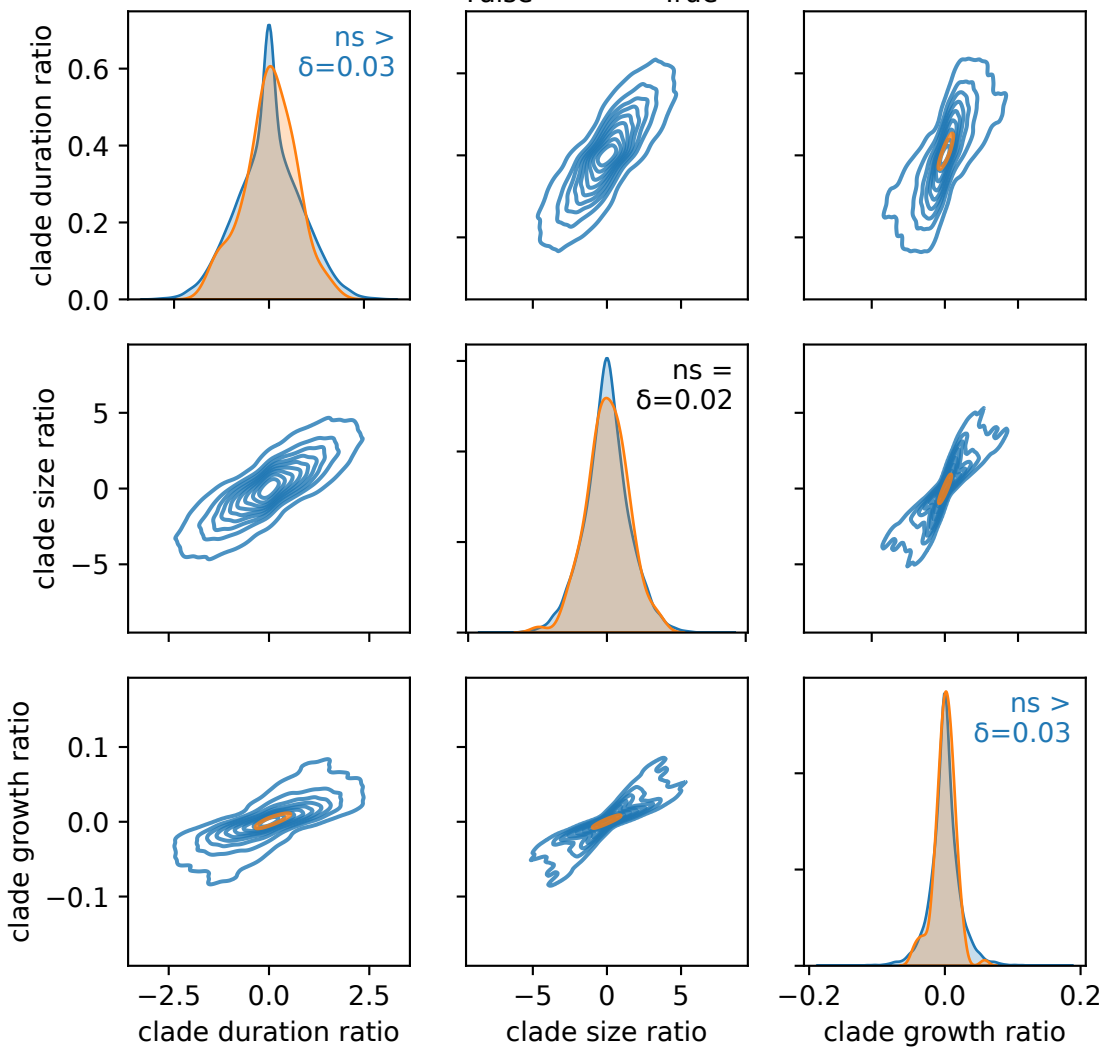 False True
ns >
δ=0.03
clade duration ratio
0.6
0.4
0.2
0.0
ns =
δ=0.02
clade size ratio
5
0
−5
ns >
δ=0.03
clade growth ratio
0.1
0.0
−0.1
−2.5 0.0 2.5
−5 0 5
−0.2 0.0 0.2
clade duration ratio
clade size ratio
clade growth ratio